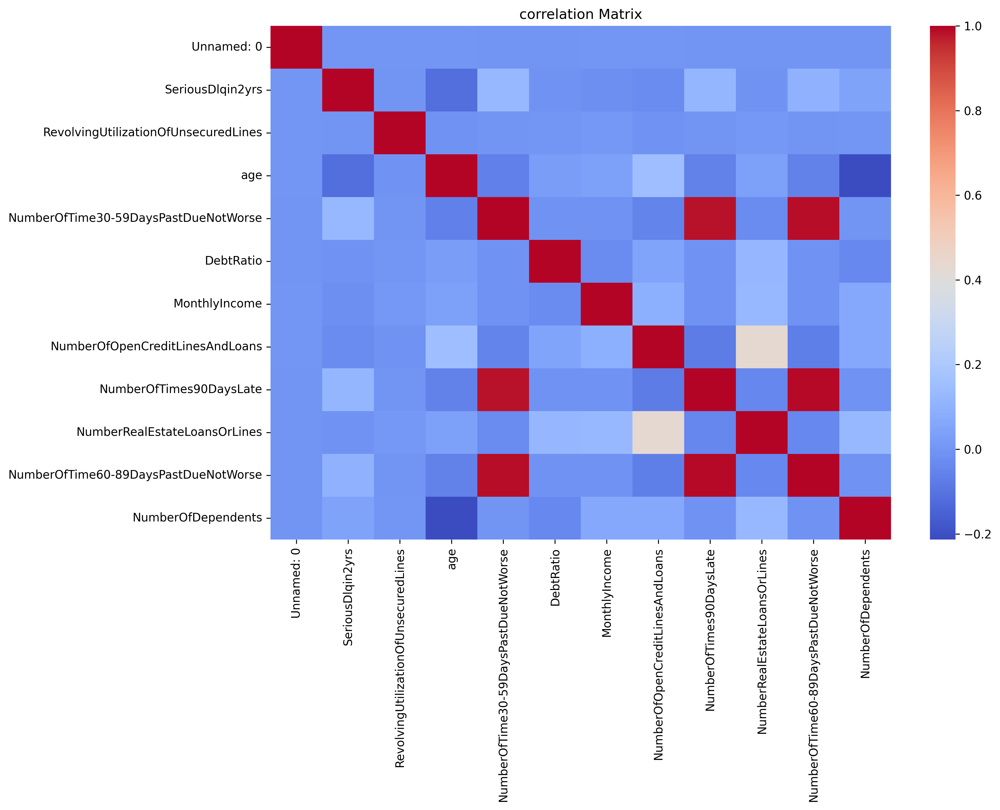 correlation Matrix
Unnamed: 0
SeriousDlqin2yrs
RevolvingUtilizationOfUnsecuredLines
age
NumberOfTime30-59DaysPastDueNotWorse
DebtRatio
MonthlyIncome
NumberOfOpenCreditLinesAndLoans
NumberOfTimes90DaysLate
NumberRealEstateLoansOrLines
NumberOfTime60-89DaysPastDueNotWorse
NumberOfDependents
Unnamed: 0
SeriousDlqin2yrs
RevolvingUtilizationOfUnsecuredLines
age
NumberOfTime30-59DaysPastDueNotWorse
DebtRatio
MonthlyIncome
NumberOfOpenCreditLinesAndLoans
NumberOfTimes90DaysLate
NumberRealEstateLoansOrLines
NumberOfTime60-89DaysPastDueNotWorse
NumberOfDependents
1.0
0.8
0.6
0.4
0.2
0.0
−0.2